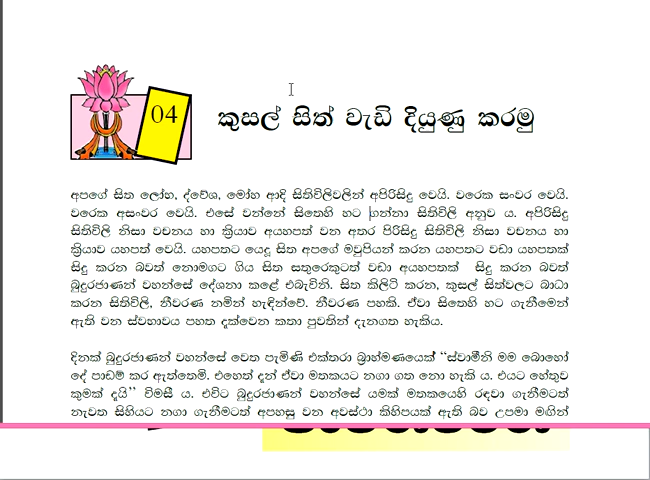 04
කුසල් සිත් වැඩි දියුණු කරමු
අපගේ සිත ලෝභ, ද්වේශ, මෝහ ආදි සිතිවිලිවලින් අපිරිසිදු වෙයි. වරෙක සංවර වෙයි.
වරෙක අසංවර වෙයි. එසේ වන්නේ සිතෙහි හට ගන්නා සිතිවිලි අනුව ය. අපිරිසිදු
සිතිවිලි නිසා වචනය හා ක්‍රියාව අයහපත් වන අතර පිරිසිදු සිතිවිලි නිසා වචනය හා
ක්‍රියාව යහපත් වෙයි. යහපතට යෙදූ සිත අපගේ මවුපියන් කරන යහපතට වඩා යහපතක්
සිදු කරන බවත් නොමගට ගිය සිත සතුරෙකුටත් වඩා අයහපතක් සිදු කරන බවත්
බුදුරජාණන් වහන්සේ දේශනා කළේ එබැවිනි. සිත කිලිටි කරන, කුසල් සිත්වලට බාධා
කරන සිතිවිලි, නීවරණ නමින් හැඳින්වේ. නීවරණ පහකි. ඒවා සිතෙහි හට ගැනීමෙන්
ඇති වන ස්වභාවය පහත දැක්වෙන කතා පුවතින් දැනගත හැකිය.
දිනක් බුදුරජාණන් වහන්සේ වෙත පැමිණි එක්තරා බ්‍රාහ්මණයෙක් “ස්වාමීනි මම බොහෝ
දේ පාඩම් කර ඇත්තෙමි. එහෙත් දැන් ඒවා මතකයට නගා ගත නො හැකි ය. එයට හේතුව
කුමක් දැයි” විමසී ය. එවිට බුදුරජාණන් වහන්සේ යමක් මතකයෙහි රඳවා ගැනීමටත්
නැවත සිහියට නගා ගැනීමටත් අපහසු වන අවස්ථා කිහිපයක් ඇති බව උපමා මඟින්